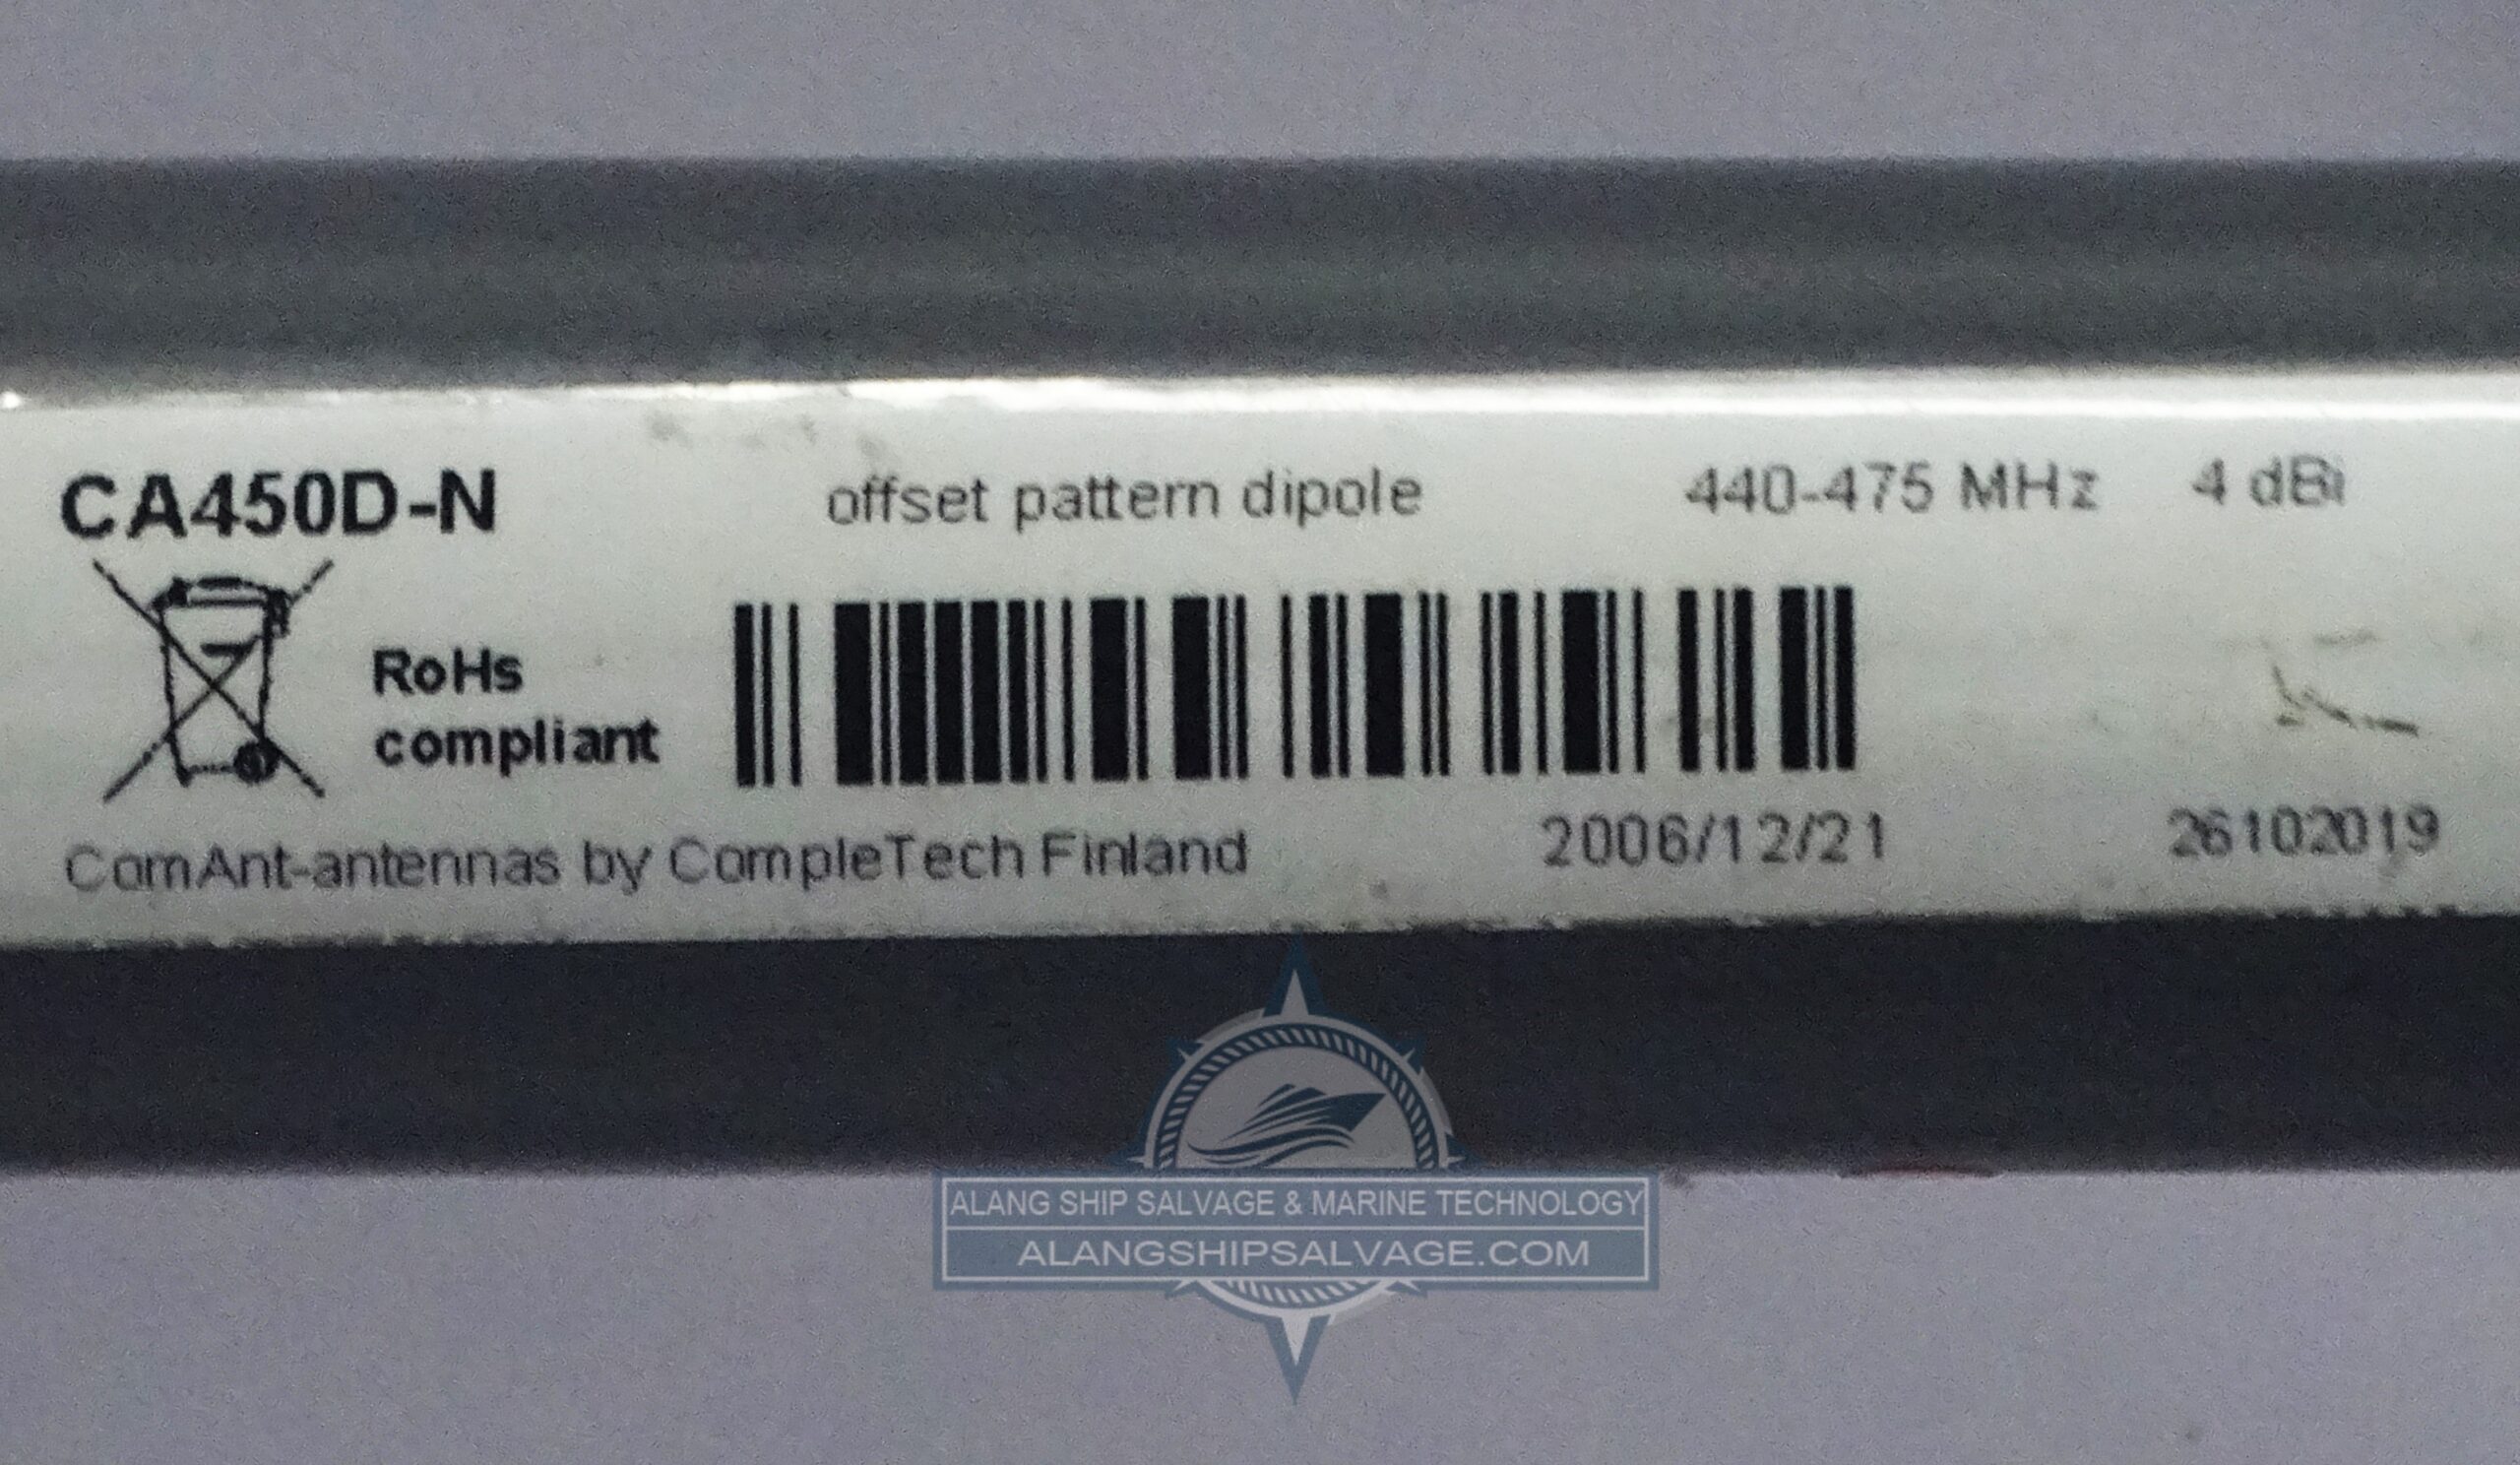 CA450D-N offset pattern dipole 440-475 MHz 4 dBi
RoHs
compliant
ComAnt-antennas by CompleTech Finland 2006/12/21 26102019
ALANG SHIP SALVAGE & MARINE TECHNOLOGY
ALANGSHIPSALVAGE.COM